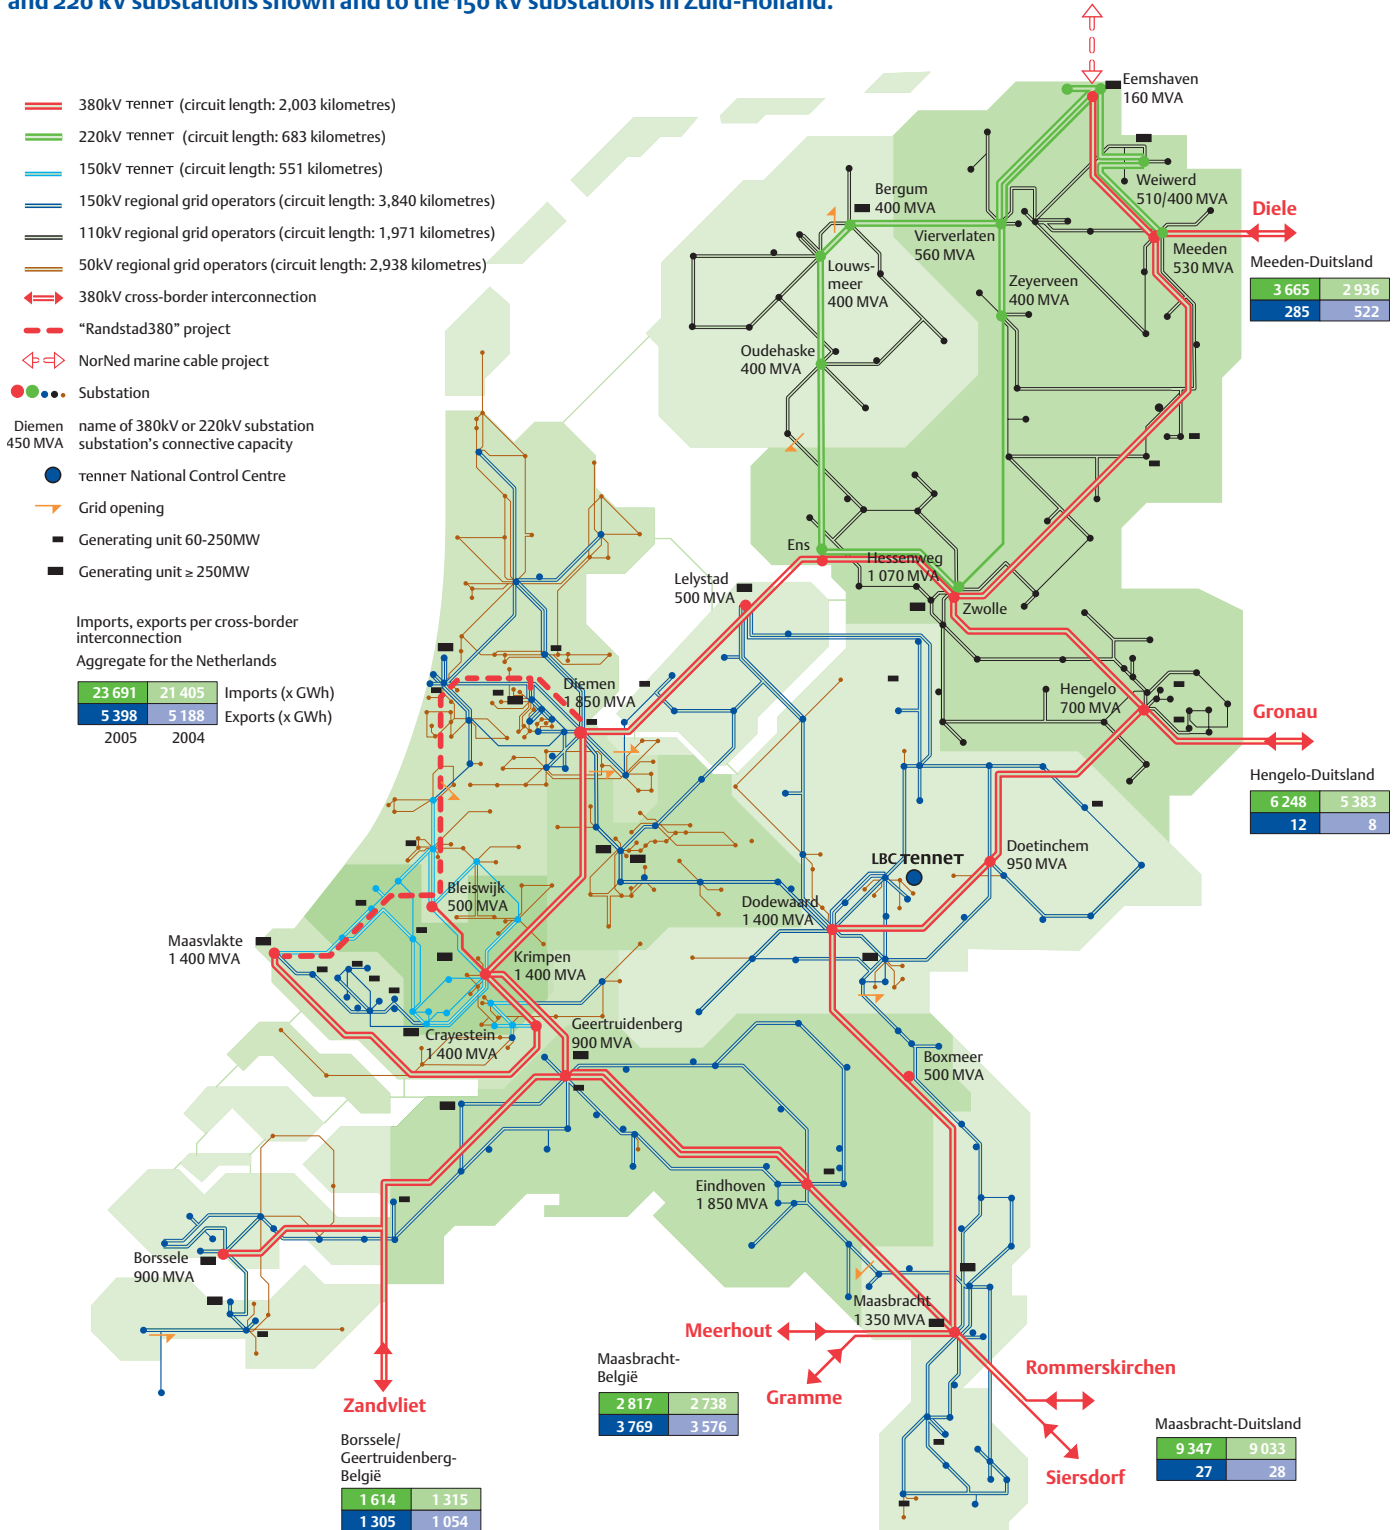 and 220 kV substations shown and to the 150 kV substations in Zuid-Holland.
380kV TenneT (circuit length: 2,003 kilometres)
220kV TenneT (circuit length: 683 kilometres)
150kV TenneT (circuit length: 551 kilometres)
150kV regional grid operators (circuit length: 3,840 kilometres)
110kV regional grid operators (circuit length: 1,971 kilometres)
50kV regional grid operators (circuit length: 2,938 kilometres)
380kV cross-border interconnection
“Randstad380” project
NorNed marine cable project
Substation
Diemen
450 MVA
name of 380kV or 220kV substation
substation’s connective capacity
TenneT National Control Centre
Grid opening
Generating unit 60-250MW
Generating unit ≥ 250MW
Imports, exports per cross-border
interconnection
Aggregate for the Netherlands
23 691 21 405 Imports (x GWh)
5 398 5 188 Exports (x GWh)
2005 2004
Eemshaven
160 MVA
Weiwerd
510/400 MVA
Bergum
400 MVA
Vierverlaten
560 MVA
Diele
Meeden
530 MVA
Meeden-Duitsland
3 665 2 936
285 522
Louws-
meer
400 MVA
Zeyerveen
400 MVA
Oudehaske
400 MVA
Ens
Hessenweg
1 070 MVA
Lelystad
500 MVA
Zwolle
Diemen
1 850 MVA
Hengelo
700 MVA
Gronau
Hengelo-Duitsland
6 248 5 383
12 8
Doetinchem
950 MVA
LBC TenneT
Bleiswijk
500 MVA
Dodewaard
1 400 MVA
Maasvlakte
1 400 MVA
Krimpen
1 400 MVA
Geertruidenberg
900 MVA
Crayestein
1 400 MVA
Boxmeer
500 MVA
Eindhoven
1 850 MVA
Borssele
900 MVA
Maasbracht
1 350 MVA
Meerhout
Gramme
Rommerskirchen
Siersdorf
Zandvliet
Maasbracht-
België
2 817 2 738
3 769 3 576
Maasbracht-Duitsland
9 347 9 033
27 28
Borssele/
Geertruidenberg-
België
1 614 1 315
1 305 1 054